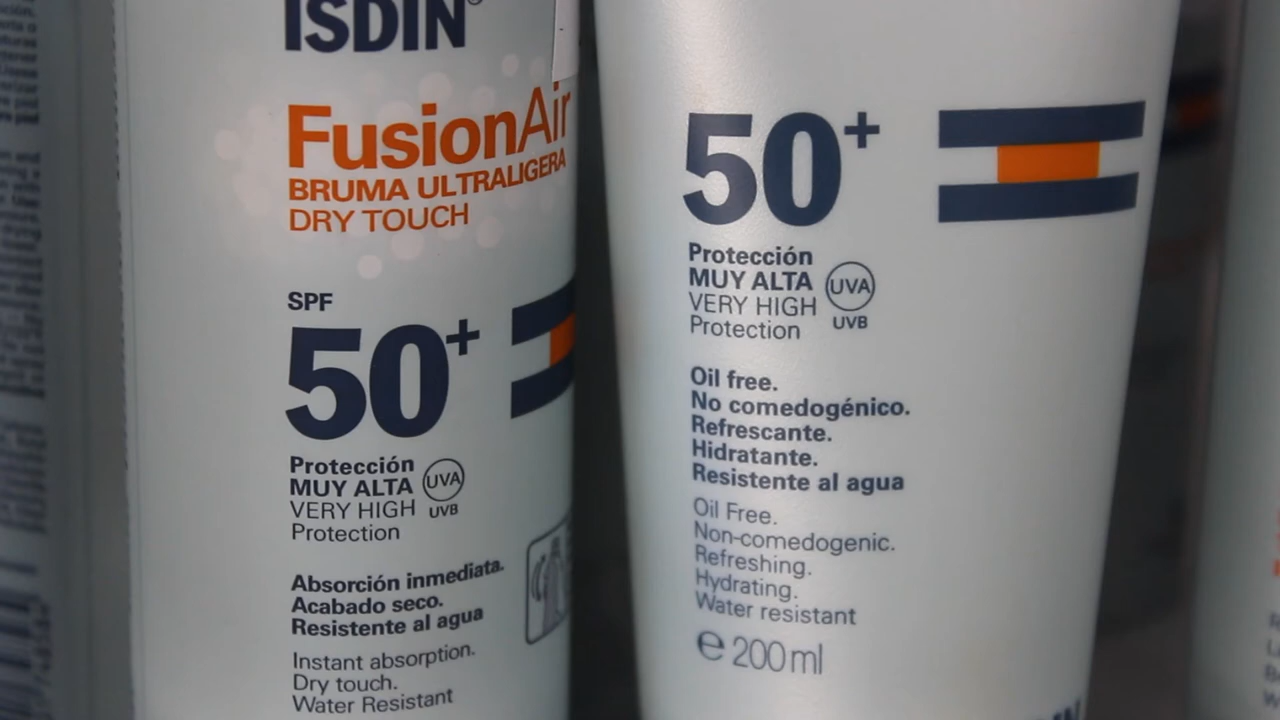 ISDIN®
FusionAir
BRUMA ULTRALIGERA
DRY TOUCH
SPF
50+
Protección
MUY ALTA
VERY HIGH
Protection
UVA
UVB
Absorción inmediata.
Acabado seco.
Resistente al agua
Instant absorption.
Dry touch.
Water Resistant
50+
Protección
MUY ALTA
VERY HIGH
Protection
UVA
UVB
Oil free.
No comedogénico.
Refrescante.
Hidratante.
Resistente al agua
Oil Free.
Non-comedogenic.
Refreshing.
Hydrating.
Water resistant
℮ 200 ml